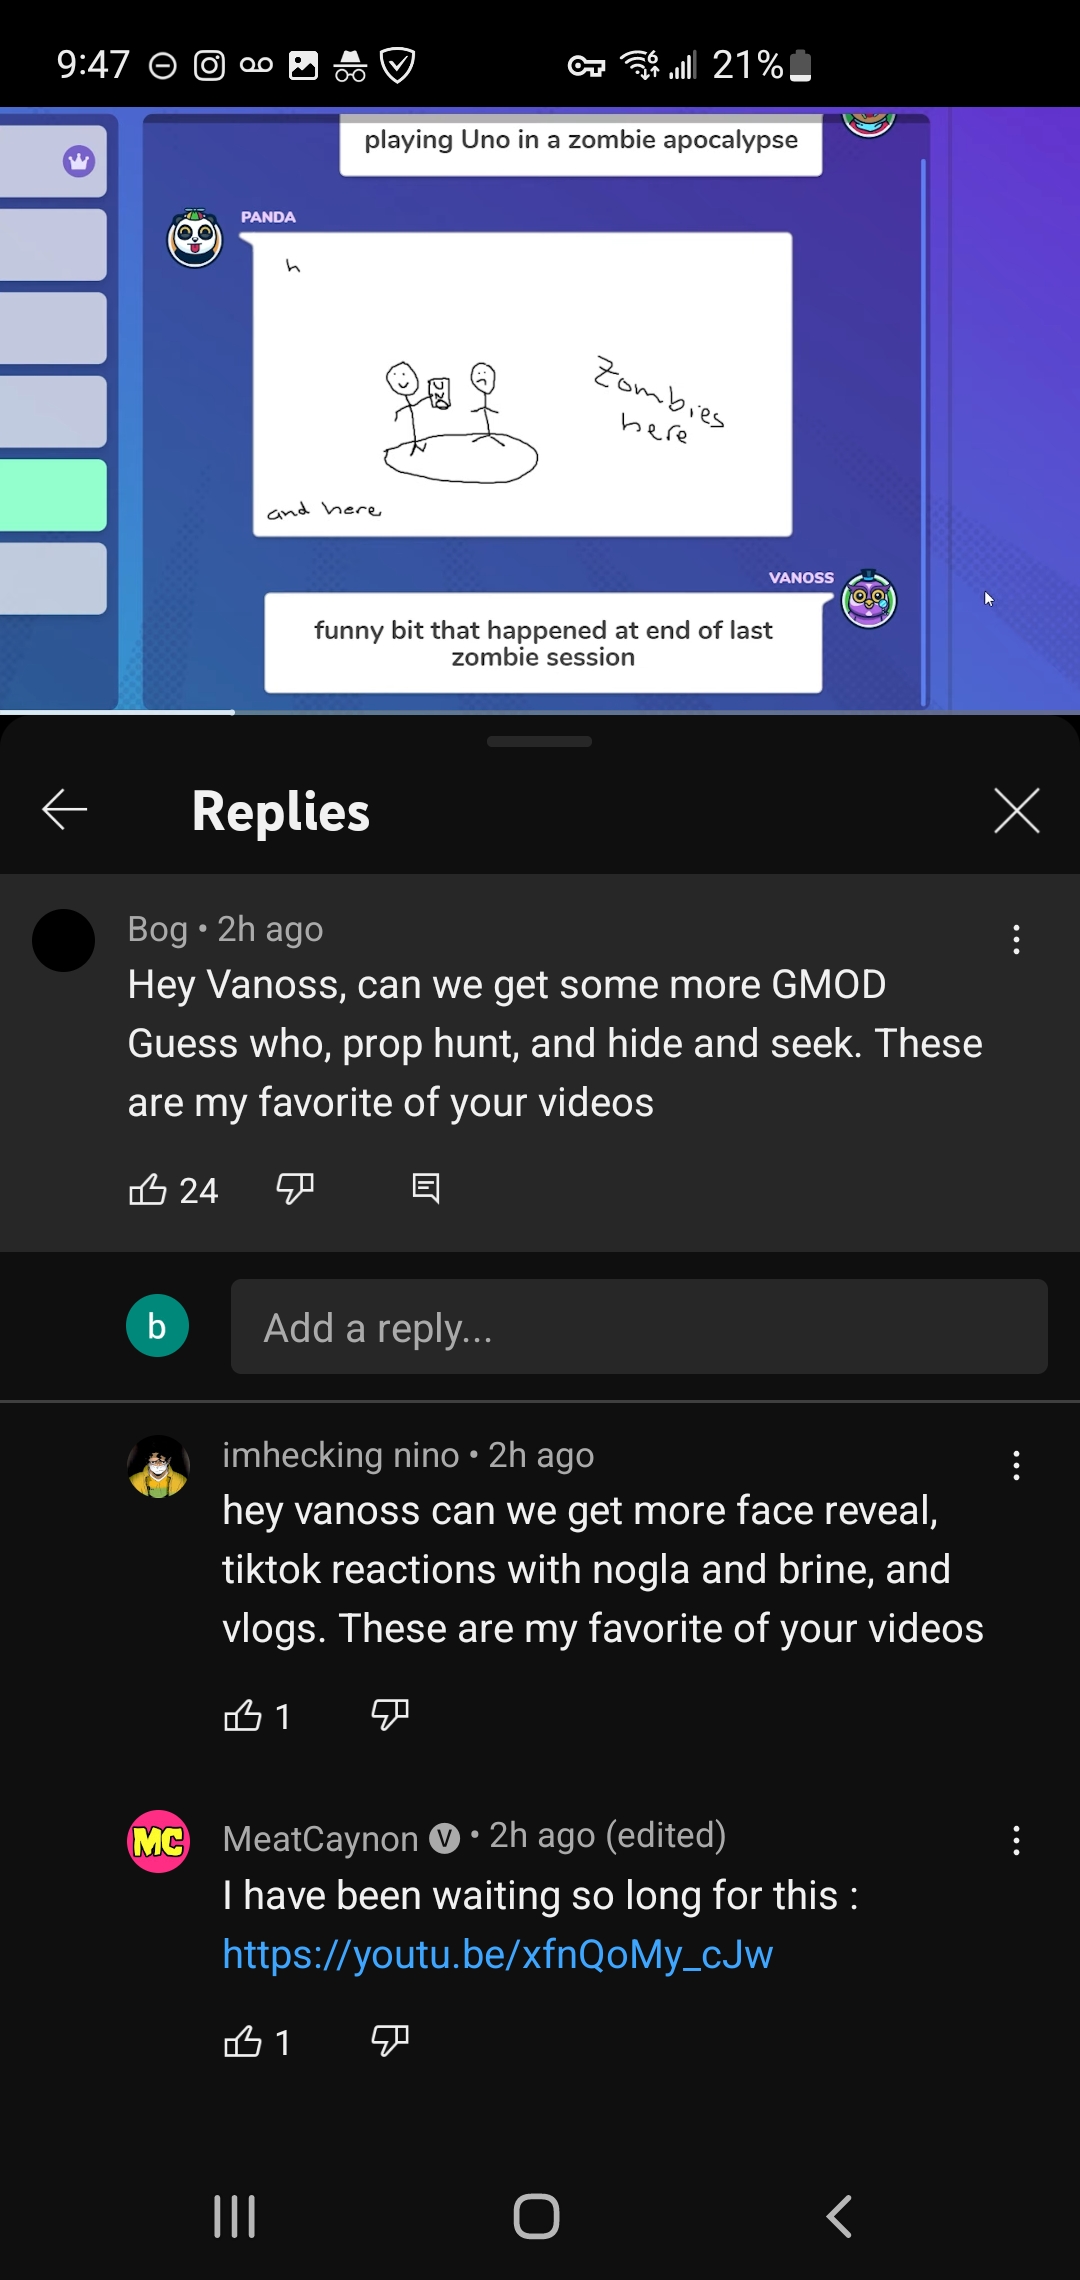 9:47
21%
playing Uno in a zombie apocalypse
PANDA
h
UNO
Zombies
here
and here
VANOSS
funny bit that happened at end of last
zombie session
Replies
Bog • 2h ago
Hey Vanoss, can we get some more GMOD
Guess who, prop hunt, and hide and seek. These
are my favorite of your videos
24
b
Add a reply...
imhecking nino • 2h ago
hey vanoss can we get more face reveal,
tiktok reactions with nogla and brine, and
vlogs. These are my favorite of your videos
1
MC
MeatCaynon V • 2h ago (edited)
I have been waiting so long for this :
https://youtu.be/xfnQoMy_cJw
1